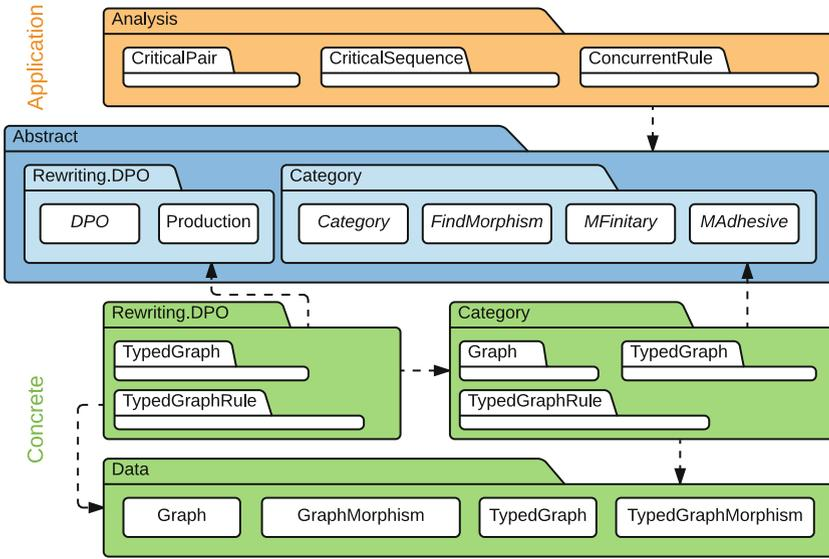 Application
Analysis
CriticalPair
CriticalSequence
ConcurrentRule
Abstract
Rewriting.DPO
Category
DPO
Production
Category
FindMorphism
MFinitary
MAdhesive
Concrete
Rewriting.DPO
TypedGraph
TypedGraphRule
Category
Graph
TypedGraph
TypedGraphRule
Data
Graph
GraphMorphism
TypedGraph
TypedGraphMorphism